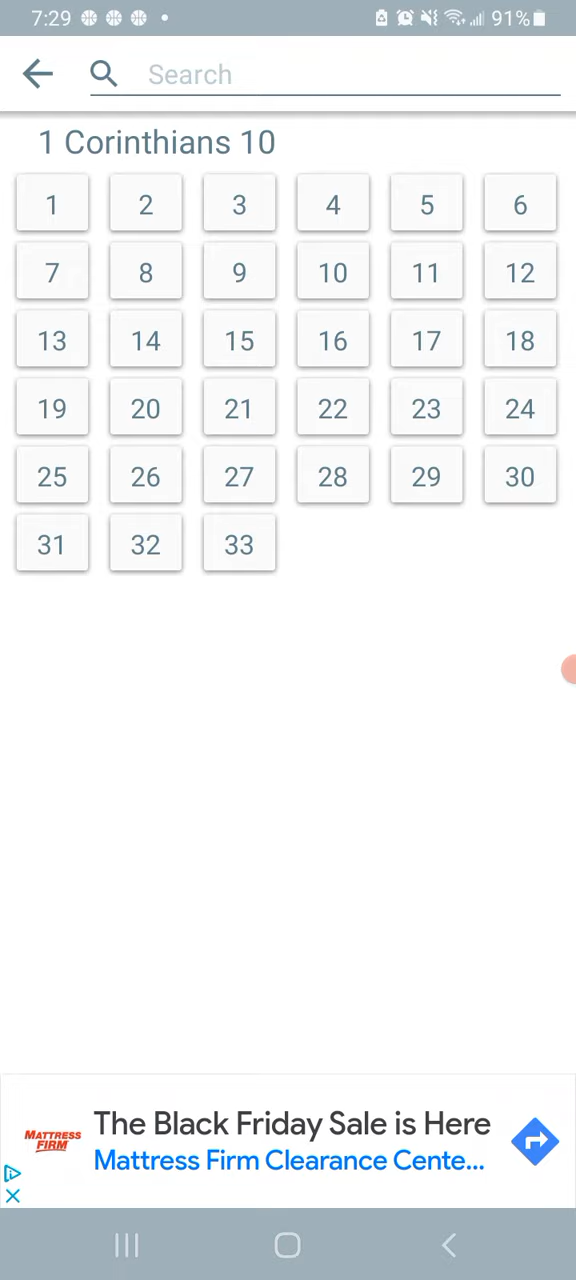 7:29 91%
Search
1 Corinthians 10
1 2 3 4 5 6
7 8 9 10 11 12
13 14 15 16 17 18
19 20 21 22 23 24
25 26 27 28 29 30
31 32 33
MATTRESS
FIRM
The Black Friday Sale is Here
Mattress Firm Clearance Cente...